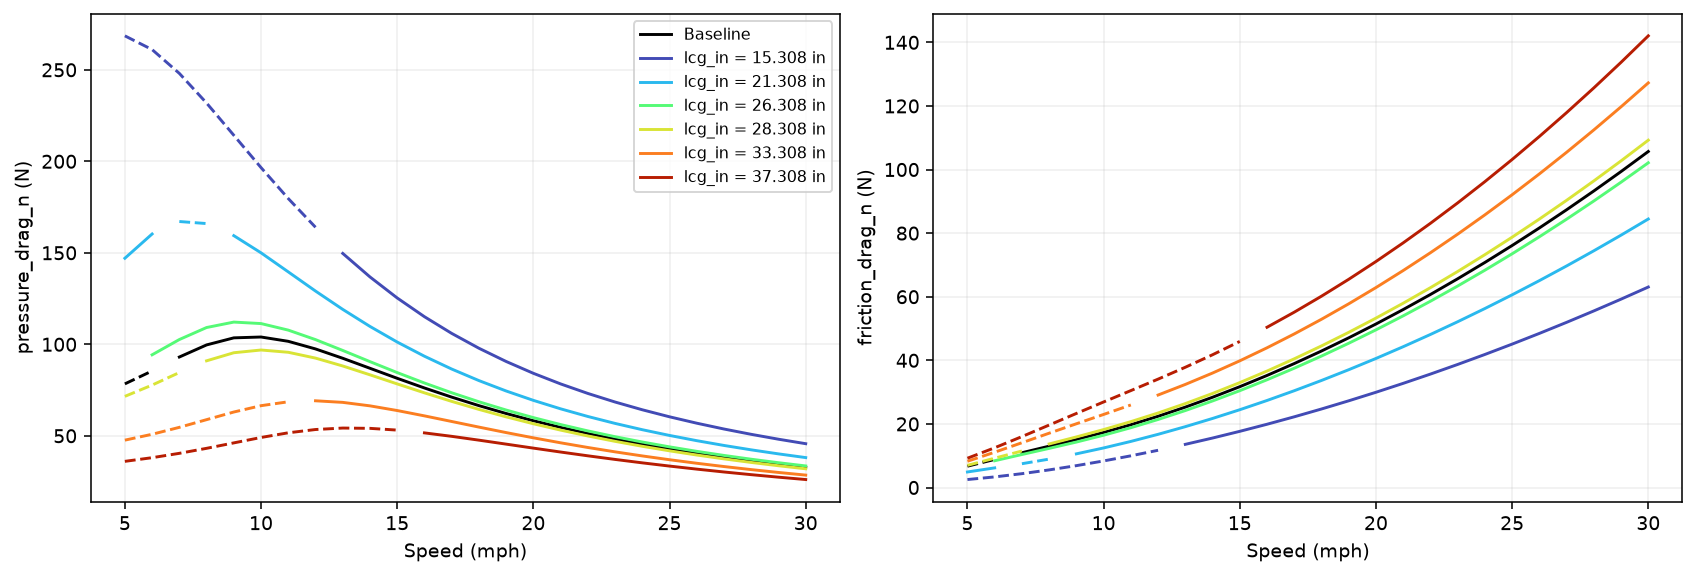 pressure_drag_n (N)
250
200
150
100
50
5
10
15
20
25
30
Speed (mph)
Baseline
lcg_in = 15.308 in
lcg_in = 21.308 in
lcg_in = 26.308 in
lcg_in = 28.308 in
lcg_in = 33.308 in
lcg_in = 37.308 in
friction_drag_n (N)
140
120
100
80
60
40
20
0
5
10
15
20
25
30
Speed (mph)